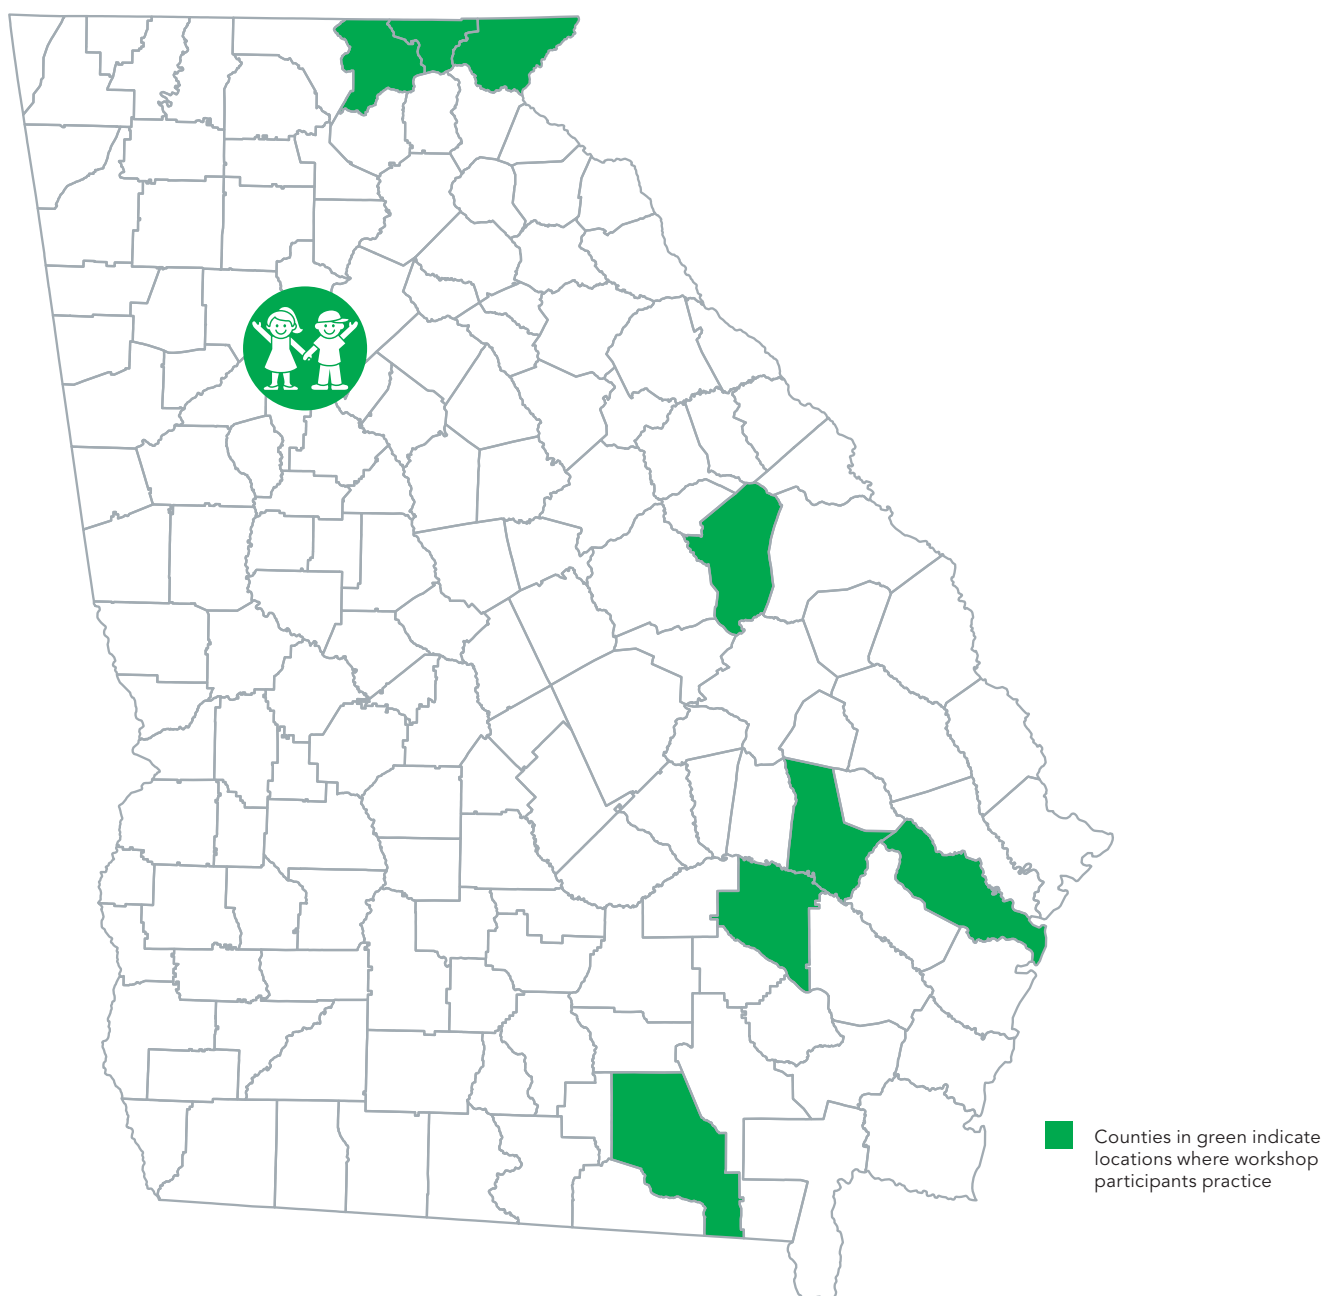 Counties in green indicate
locations where workshop
participants practice